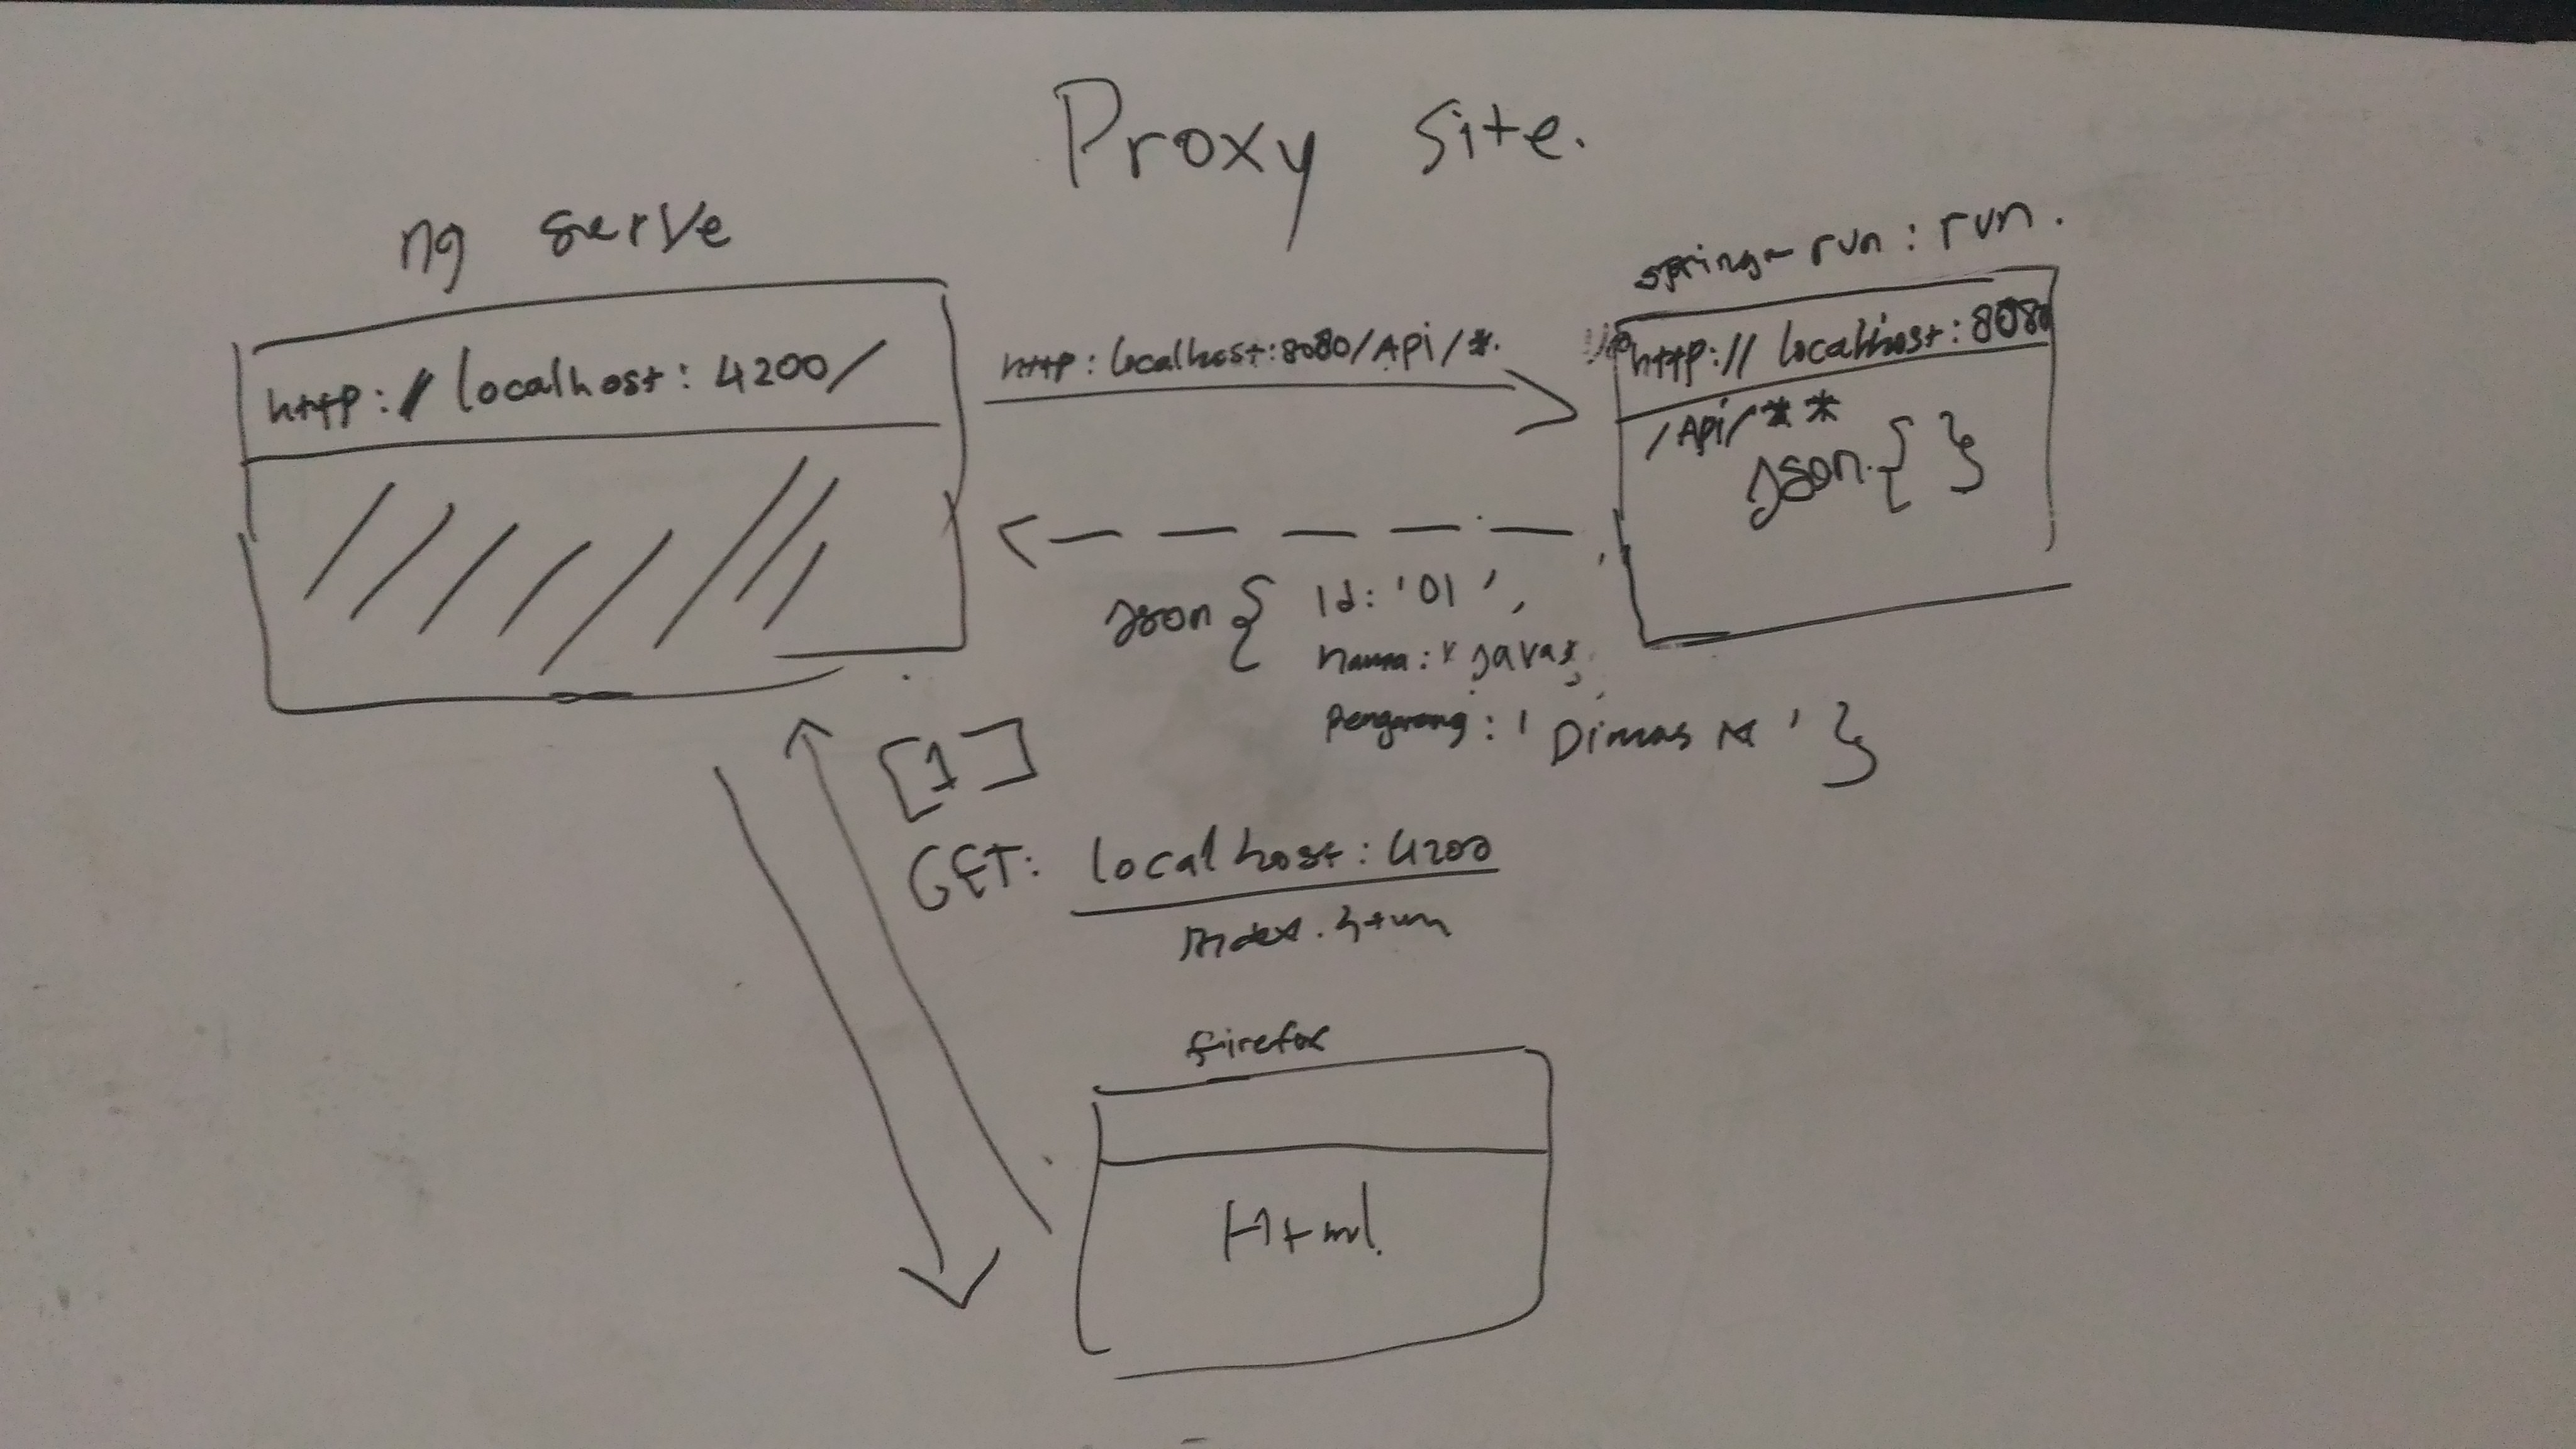 Proxy site.
ng serve
http:// localhost: 4200/
http: localhost:8080/Api/*.
spring-run: run.
http:// localhost: 8080
/Api/**
Json.{ }
Json { Id: '01',
nama: 'Java',
pengarang: 'Dimas M' }
[1]
GET: localhost: 4200
index.htm
firefox
Html.